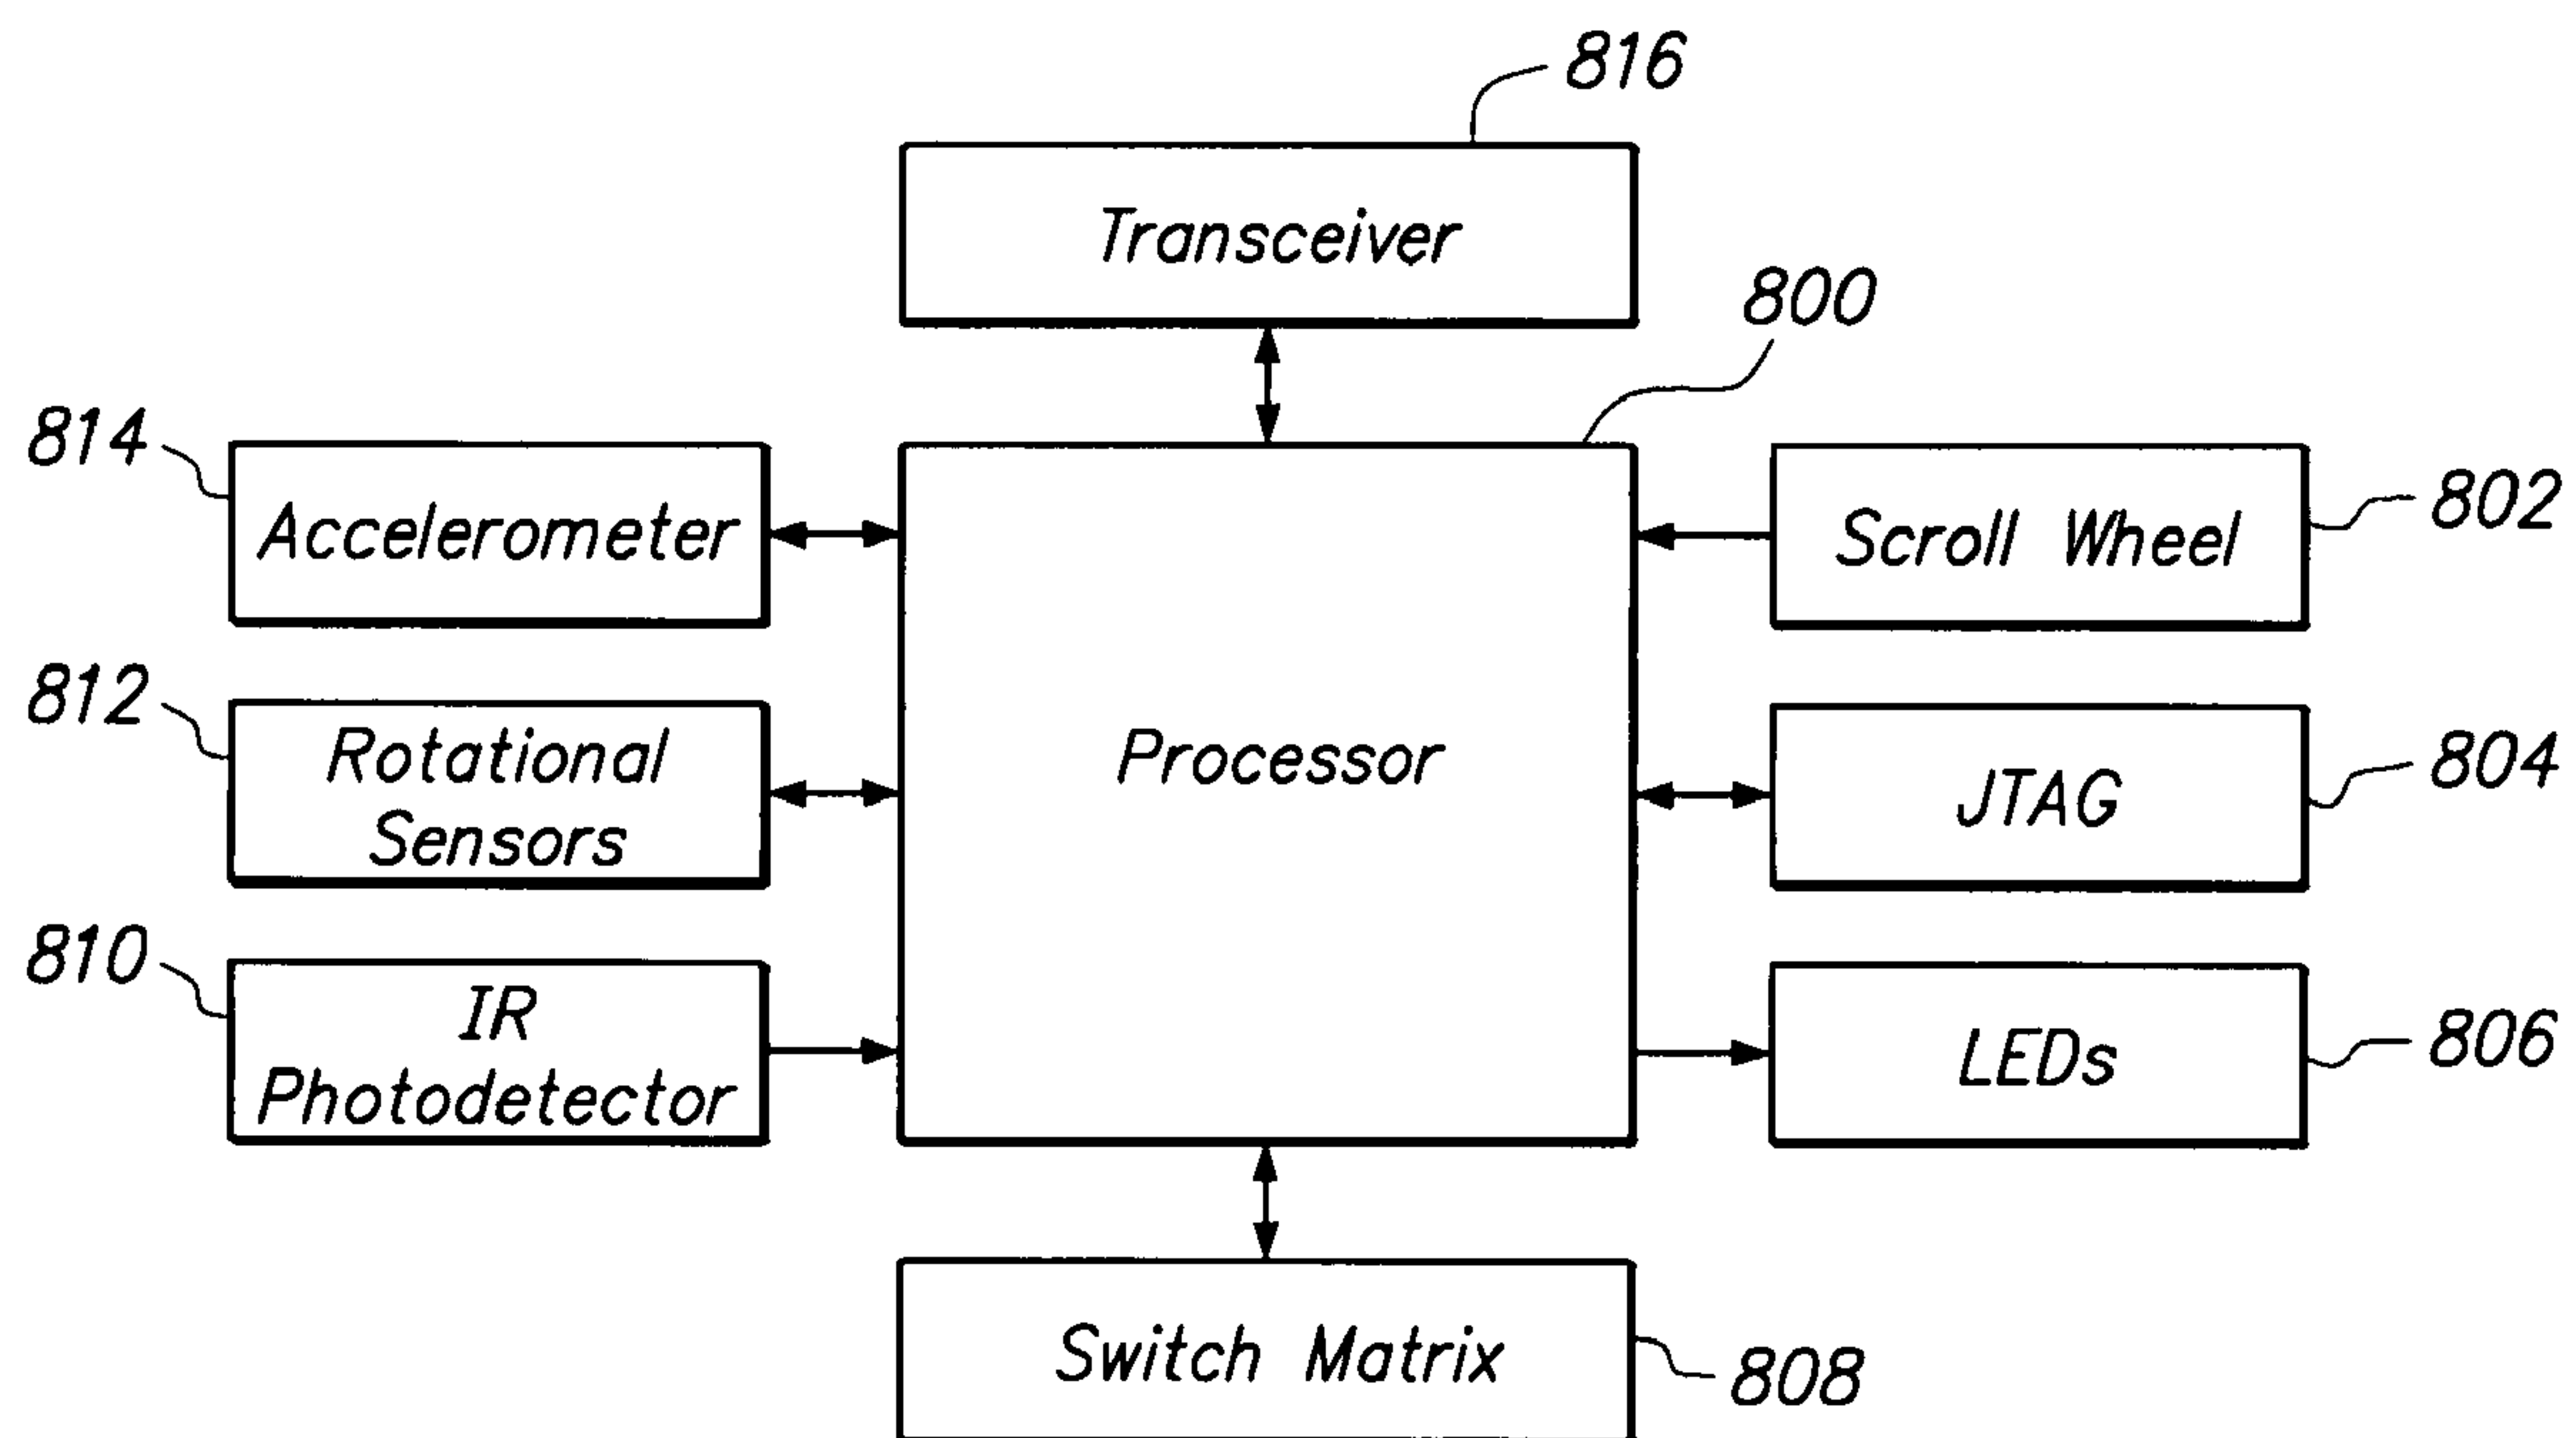 816
Transceiver
800
814
Accelerometer
Scroll Wheel
802
812
Rotational
Sensors
Processor
JTAG
804
810
IR
Photodetector
LEDs
806
Switch Matrix
808